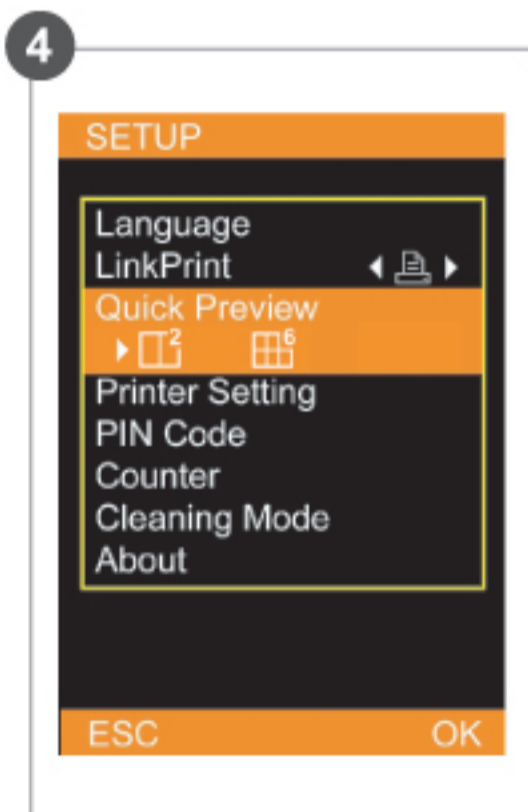 4
SETUP
Language
LinkPrint
Quick Preview
2 6
Printer Setting
PIN Code
Counter
Cleaning Mode
About
ESC OK